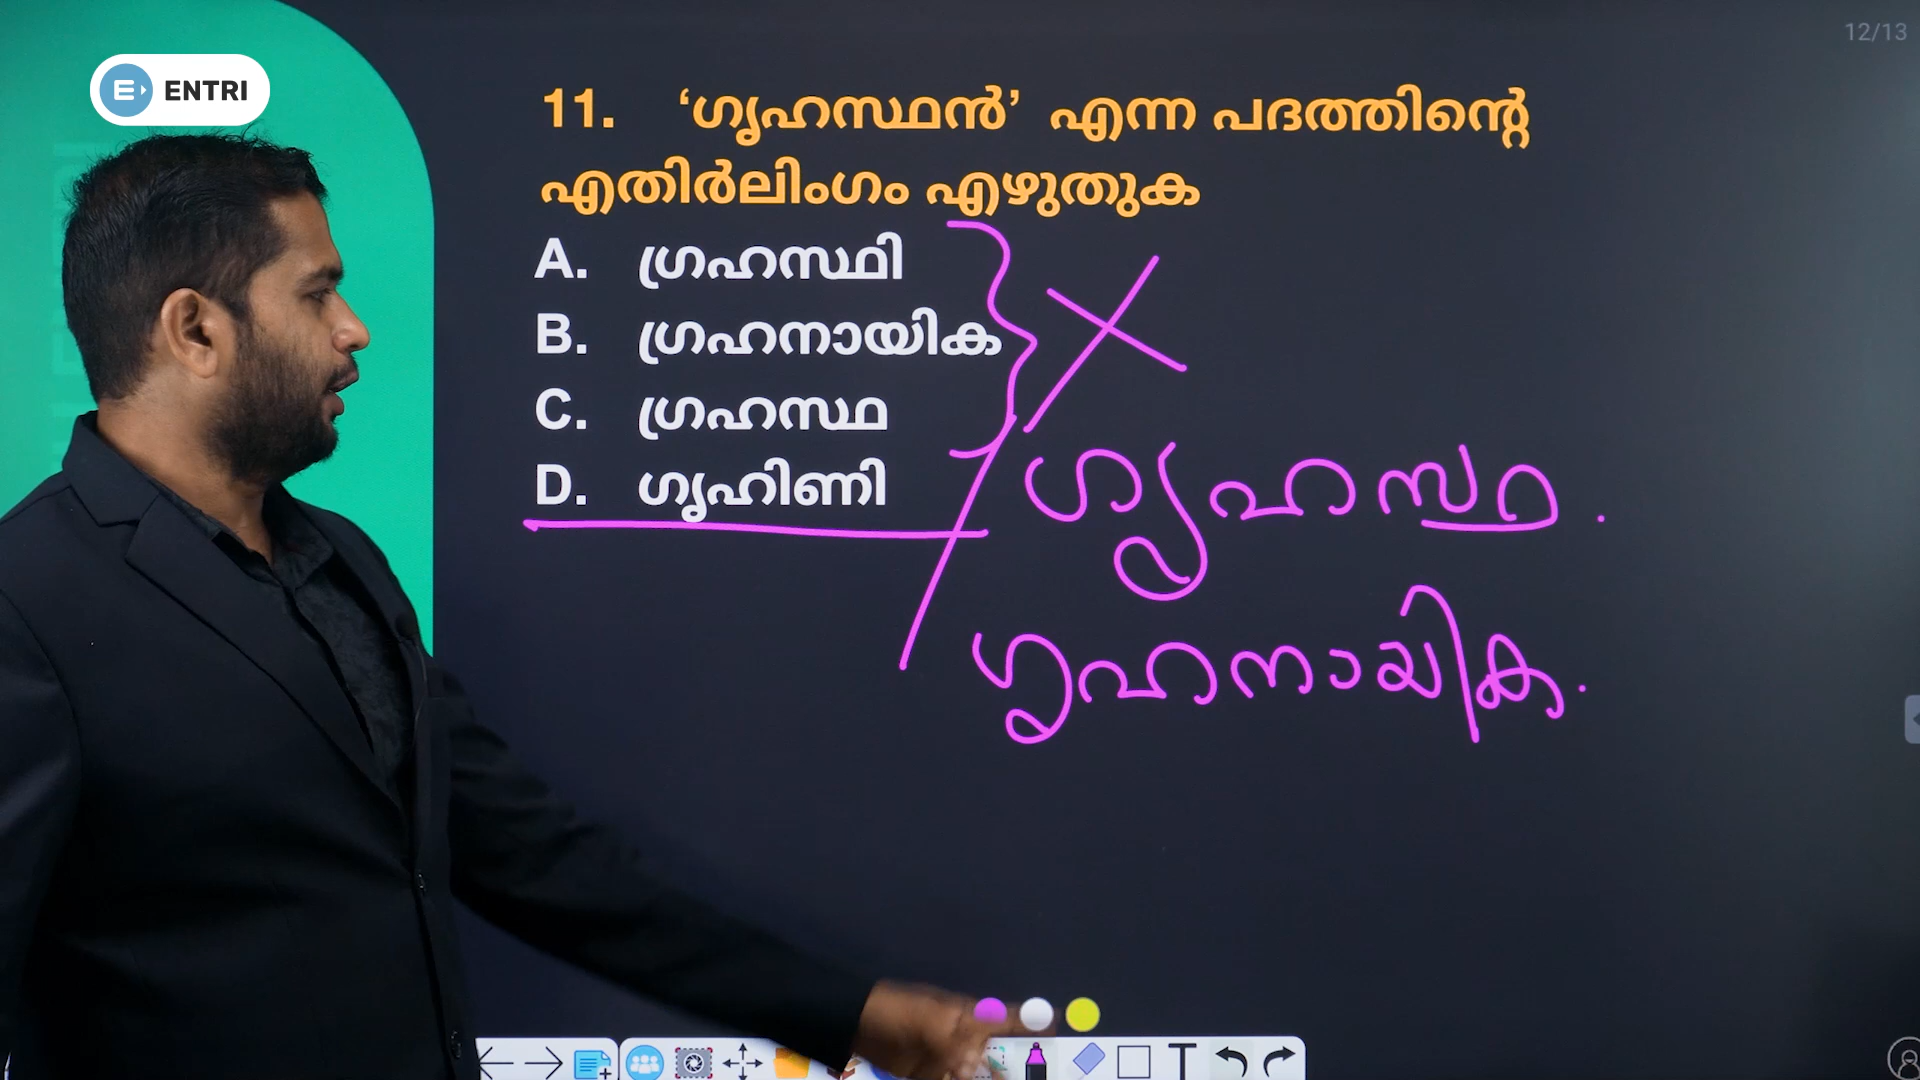 ENTRI
12/13
11. ‘ഗൃഹസ്ഥൻ’ എന്ന പദത്തിന്റെ
എതിർലിംഗം എഴുതുക
A. ഗ്രഹസ്ഥി
B. ഗ്രഹനായിക
C. ഗ്രഹസ്ഥ
D. ഗൃഹിണി
ഗൃഹസ്ഥ.
ഗൃഹനായിക.